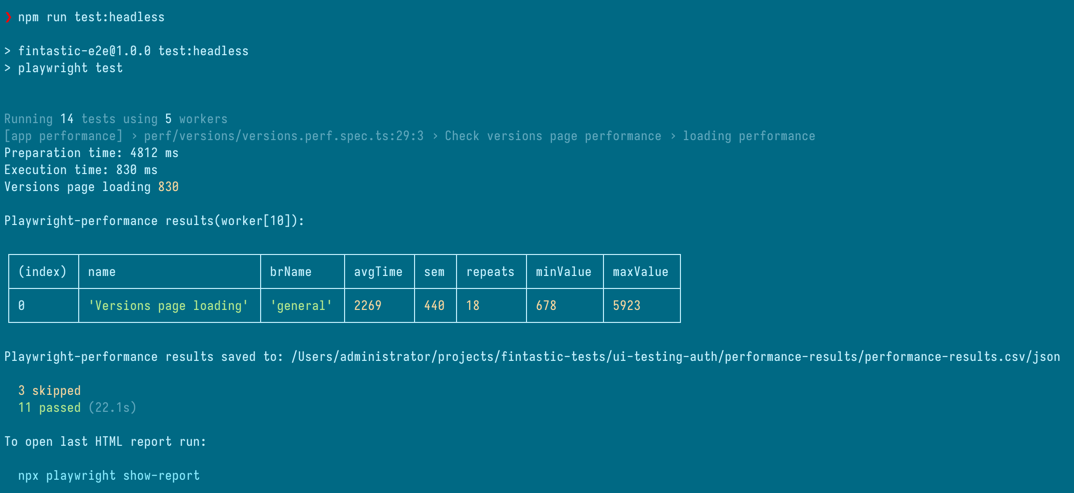 ❯ npm run test:headless
> fintastic-e2e@1.0.0 test:headless
> playwright test
Running 14 tests using 5 workers
[app performance] › perf/versions/versions.perf.spec.ts:29:3 › Check versions page performance › loading performance
Preparation time: 4812 ms
Execution time: 830 ms
Versions page loading 830
Playwright-performance results(worker[10]):
(index) name brName avgTime sem repeats minValue maxValue
0 'Versions page loading' 'general' 2269 440 18 678 5923
Playwright-performance results saved to: /Users/administrator/projects/fintastic-tests/ui-testing-auth/performance-results/performance-results.csv/json
3 skipped
11 passed (22.1s)
To open last HTML report run:
npx playwright show-report